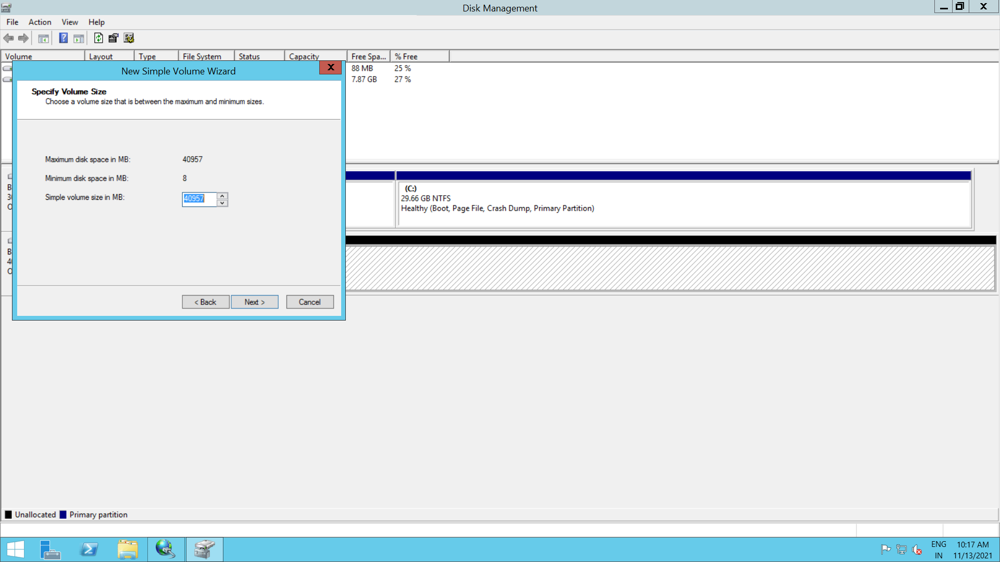 Disk Management
File Action View Help
Volume Layout Type File System Status Capacity Free Spa... % Free
88 MB 25 %
7.87 GB 27 %
New Simple Volume Wizard
Specify Volume Size
Choose a volume size that is between the maximum and minimum sizes.
Maximum disk space in MB: 40957
Minimum disk space in MB: 8
Simple volume size in MB: 40957
< Back Next > Cancel
(C:)
29.66 GB NTFS
Healthy (Boot, Page File, Crash Dump, Primary Partition)
Unallocated Primary partition
ENG 10:17 AM
IN 11/13/2021